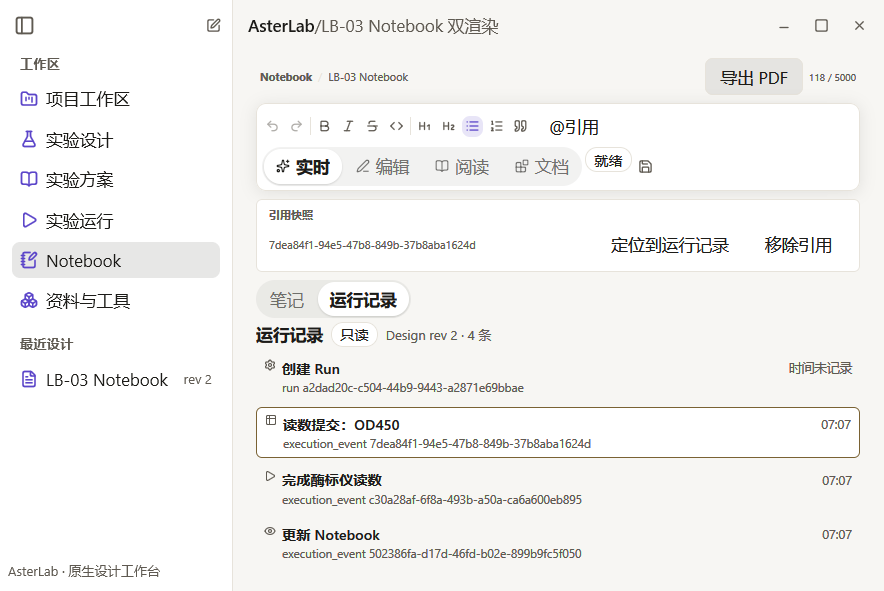 AsterLab/LB-03 Notebook 双渲染
工作区
项目工作区
实验设计
实验方案
实验运行
Notebook
资料与工具
最近设计
LB-03 Notebook rev 2
AsterLab · 原生设计工作台
Notebook / LB-03 Notebook
导出 PDF 118 / 5000
B I S <> H1 H2 @引用
实时 编辑 阅读 文档 就绪
引用快照
7dea84f1-94e5-47b8-849b-37b8aba1624d 定位到运行记录 移除引用
笔记 运行记录
运行记录 只读 Design rev 2 · 4 条
创建 Run 时间未记录
run a2dad20c-c504-44b9-9443-a2871e69bbae
读数提交：OD450 07:07
execution_event 7dea84f1-94e5-47b8-849b-37b8aba1624d
完成酶标仪读数 07:07
execution_event c30a28af-6f8a-493b-a50a-ca6a600eb895
更新 Notebook 07:07
execution_event 502386fa-d17d-46fd-b02e-899b9fc5f050